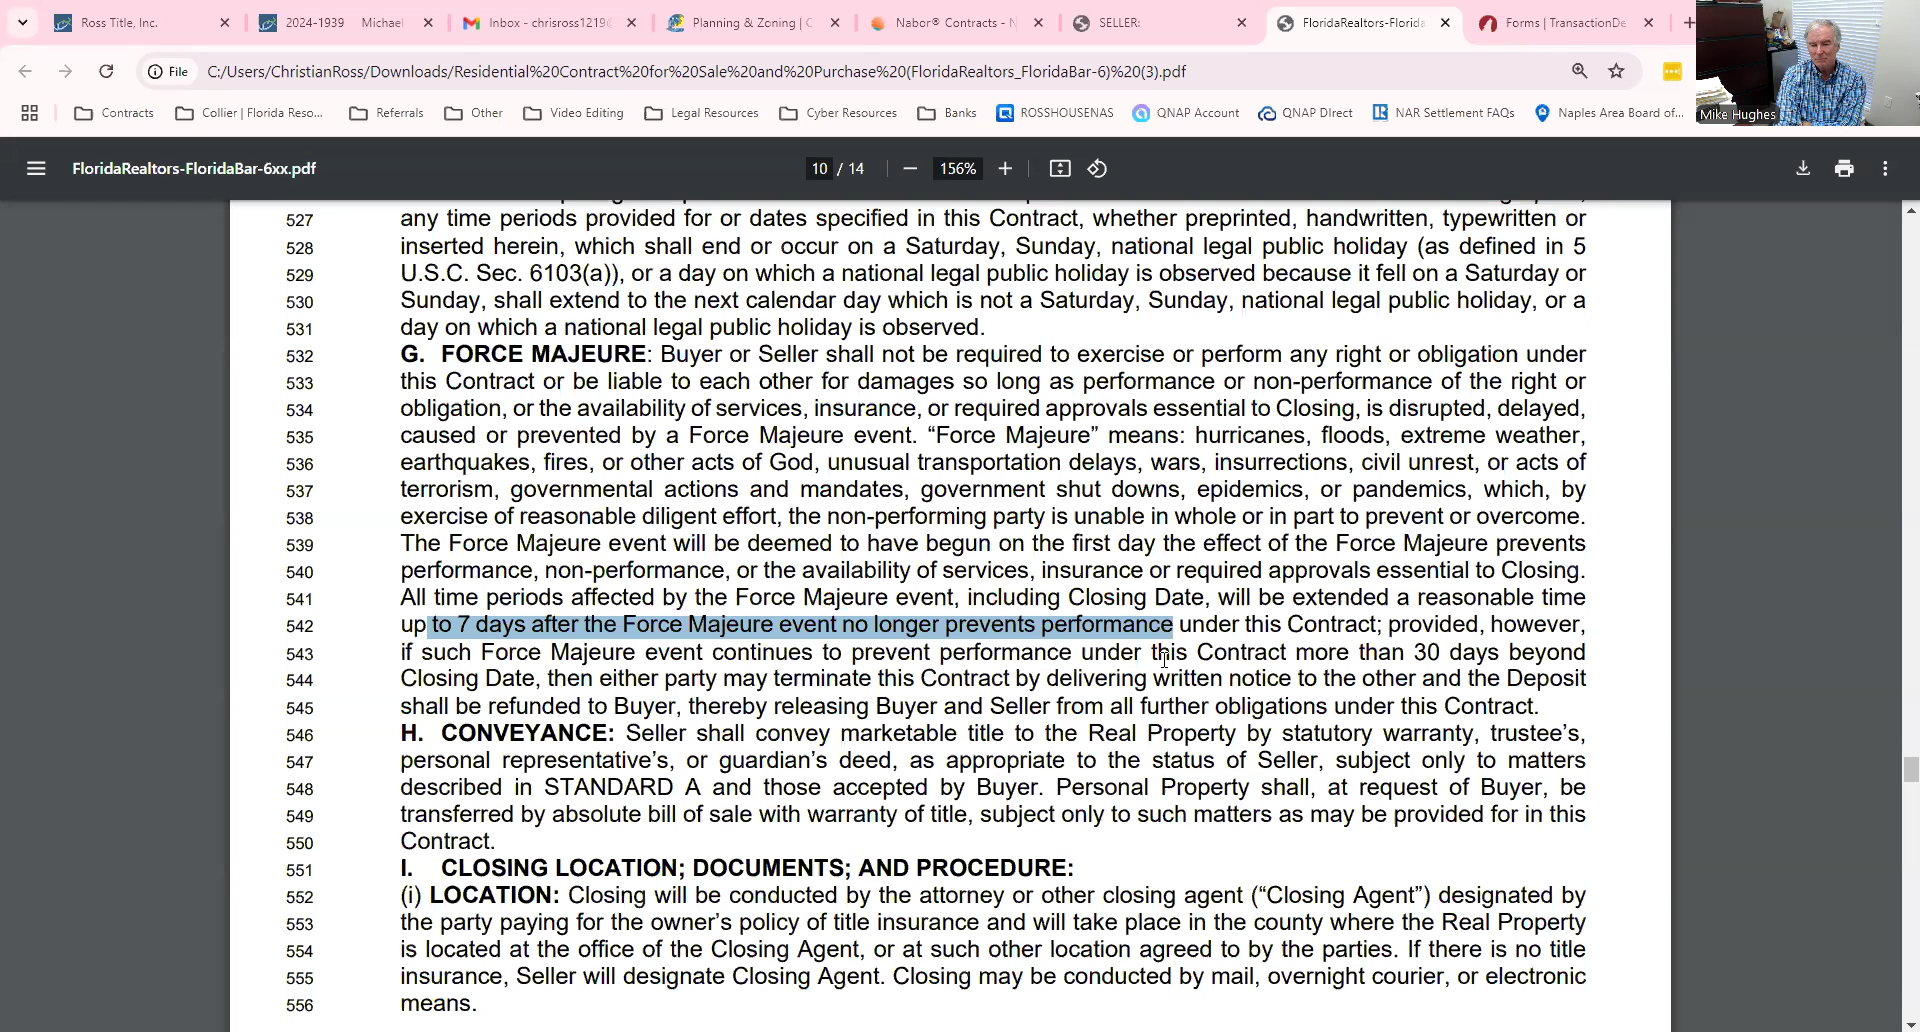 Ross Title, Inc.
2024-1939 Michael
Inbox - chrisross1219
Planning & Zoning | C
Nabor® Contracts - N
SELLER:
FloridaRealtors-Florida
Forms | TransactionDe
File
C:/Users/ChristianRoss/Downloads/Residential%20Contract%20for%20Sale%20and%20Purchase%20(FloridaRealtors_FloridaBar-6)%20(3).pdf
Contracts
Collier | Florida Reso...
Referrals
Other
Video Editing
Legal Resources
Cyber Resources
Banks
ROSSHOUSENAS
QNAP Account
QNAP DIrect
NAR Settlement FAQs
Naples Area Board of...
Mike Hughes
FloridaRealtors-FloridaBar-6xx.pdf
10 / 14
156%
527 any time periods provided for or dates specified in this Contract, whether preprinted, handwritten, typewritten or
528 inserted herein, which shall end or occur on a Saturday, Sunday, national legal public holiday (as defined in 5
529 U.S.C. Sec. 6103(a)), or a day on which a national legal public holiday is observed because it fell on a Saturday or
530 Sunday, shall extend to the next calendar day which is not a Saturday, Sunday, national legal public holiday, or a
531 day on which a national legal public holiday is observed.
532 G. FORCE MAJEURE: Buyer or Seller shall not be required to exercise or perform any right or obligation under
533 this Contract or be liable to each other for damages so long as performance or non-performance of the right or
534 obligation, or the availability of services, insurance, or required approvals essential to Closing, is disrupted, delayed,
535 caused or prevented by a Force Majeure event. “Force Majeure” means: hurricanes, floods, extreme weather,
536 earthquakes, fires, or other acts of God, unusual transportation delays, wars, insurrections, civil unrest, or acts of
537 terrorism, governmental actions and mandates, government shut downs, epidemics, or pandemics, which, by
538 exercise of reasonable diligent effort, the non-performing party is unable in whole or in part to prevent or overcome.
539 The Force Majeure event will be deemed to have begun on the first day the effect of the Force Majeure prevents
540 performance, non-performance, or the availability of services, insurance or required approvals essential to Closing.
541 All time periods affected by the Force Majeure event, including Closing Date, will be extended a reasonable time
542 up to 7 days after the Force Majeure event no longer prevents performance under this Contract; provided, however,
543 if such Force Majeure event continues to prevent performance under this Contract more than 30 days beyond
544 Closing Date, then either party may terminate this Contract by delivering written notice to the other and the Deposit
545 shall be refunded to Buyer, thereby releasing Buyer and Seller from all further obligations under this Contract.
546 H. CONVEYANCE: Seller shall convey marketable title to the Real Property by statutory warranty, trustee’s,
547 personal representative’s, or guardian’s deed, as appropriate to the status of Seller, subject only to matters
548 described in STANDARD A and those accepted by Buyer. Personal Property shall, at request of Buyer, be
549 transferred by absolute bill of sale with warranty of title, subject only to such matters as may be provided for in this
550 Contract.
551 I. CLOSING LOCATION; DOCUMENTS; AND PROCEDURE:
552 (i) LOCATION: Closing will be conducted by the attorney or other closing agent (“Closing Agent”) designated by
553 the party paying for the owner’s policy of title insurance and will take place in the county where the Real Property
554 is located at the office of the Closing Agent, or at such other location agreed to by the parties. If there is no title
555 insurance, Seller will designate Closing Agent. Closing may be conducted by mail, overnight courier, or electronic
556 means.